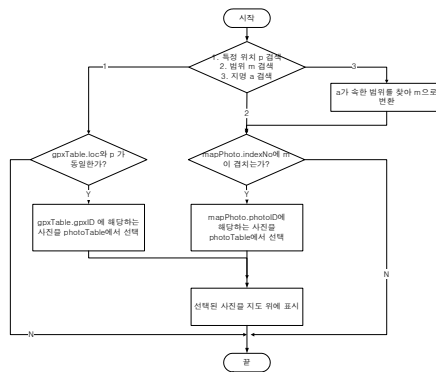 시작
1. 특정 위치 p 검색
2. 범위 m 검색
3. 지명 a 검색
1
3
2
a가 속한 범위를 찾아 m으로
변환
gpxTable.loc와 p 가
동일한가?
mapPhoto.indexNo에 m
이 겹치는가?
Y
Y
gpxTable.gpxID 에 해당하는
사진을 photoTable에서 선택
mapPhoto.photoID에
해당하는 사진을
photoTable에서 선택
N
선택된 사진을 지도 위에 표시
N
끝